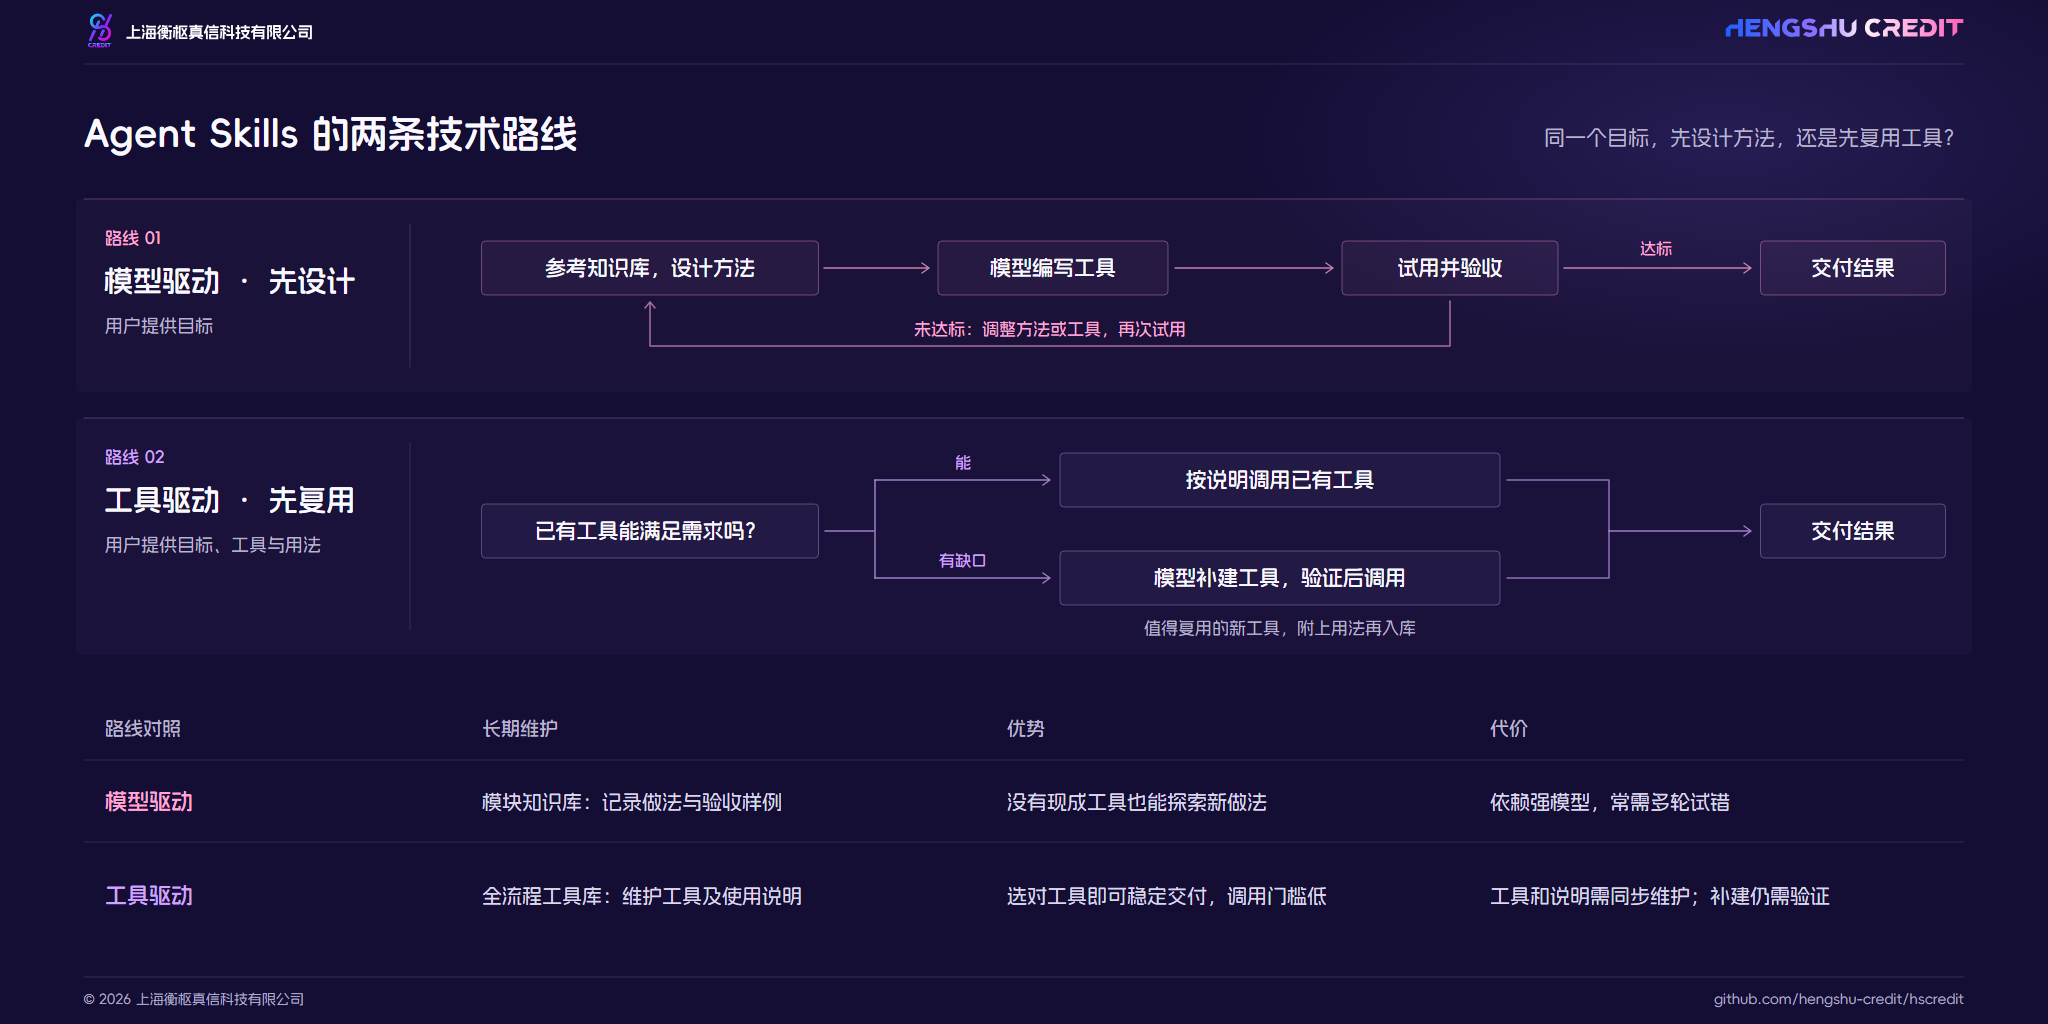 CREDIT
上海衡枢真信科技有限公司
HENGSHU CREDIT
Agent Skills 的两条技术路线
同一个目标，先设计方法，还是先复用工具？
路线 01
模型驱动 · 先设计
用户提供目标
参考知识库，设计方法
模型编写工具
试用并验收
达标
交付结果
未达标：调整方法或工具，再次试用
路线 02
工具驱动 · 先复用
用户提供目标、工具与用法
已有工具能满足需求吗？
能
按说明调用已有工具
有缺口
模型补建工具，验证后调用
值得复用的新工具，附上用法再入库
交付结果
路线对照
长期维护
优势
代价
模型驱动
模块知识库：记录做法与验收样例
没有现成工具也能探索新做法
依赖强模型，常需多轮试错
工具驱动
全流程工具库：维护工具及使用说明
选对工具即可稳定交付，调用门槛低
工具和说明需同步维护；补建仍需验证
© 2026 上海衡枢真信科技有限公司
github.com/hengshu-credit/hscredit